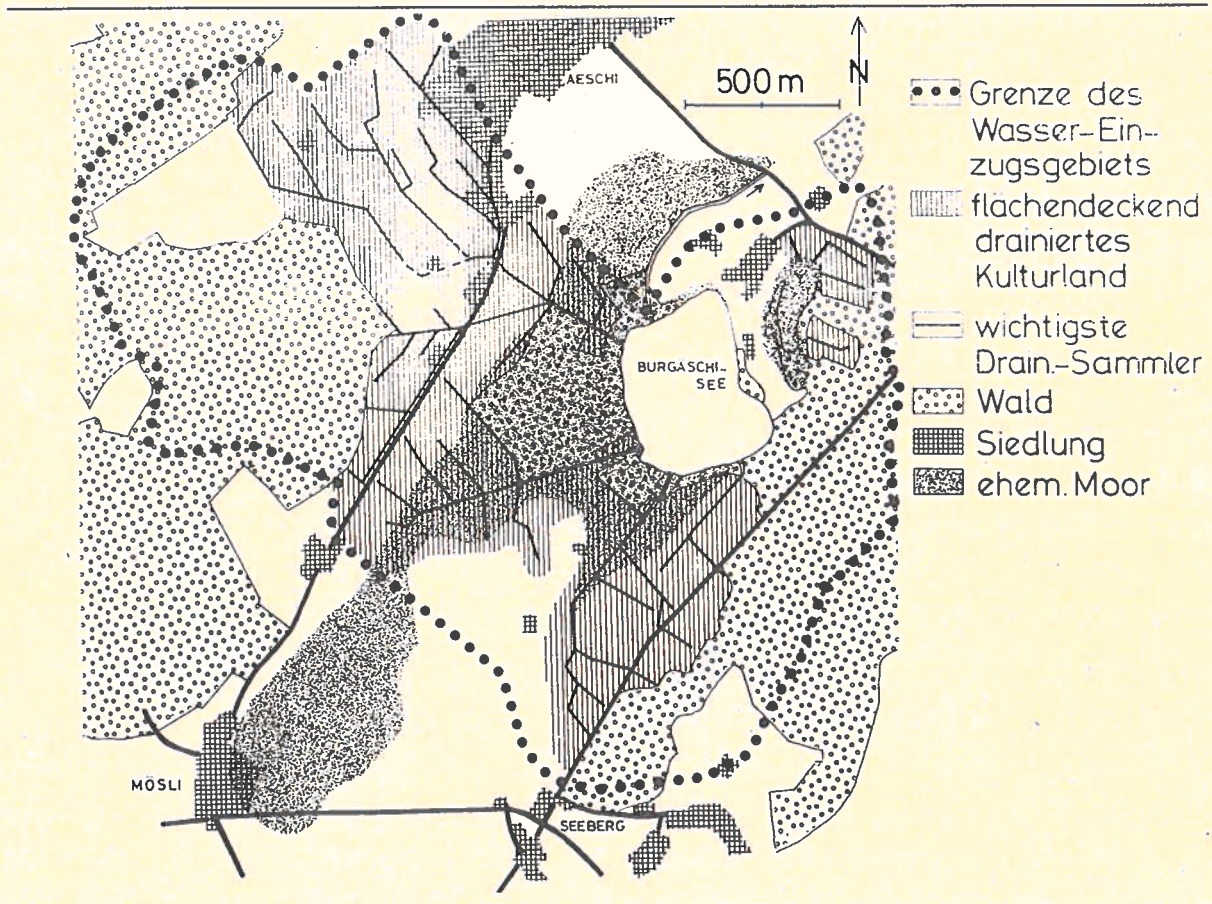 AESCHI
500 m
N
BURGÄSCHI-
SEE
MÖSLI
SEEBERG
Grenze des
Wasser-Ein-
zugsgebiets
flächendeckend
drainiertes
Kulturland
wichtigste
Drain.-Sammler
Wald
Siedlung
ehem. Moor